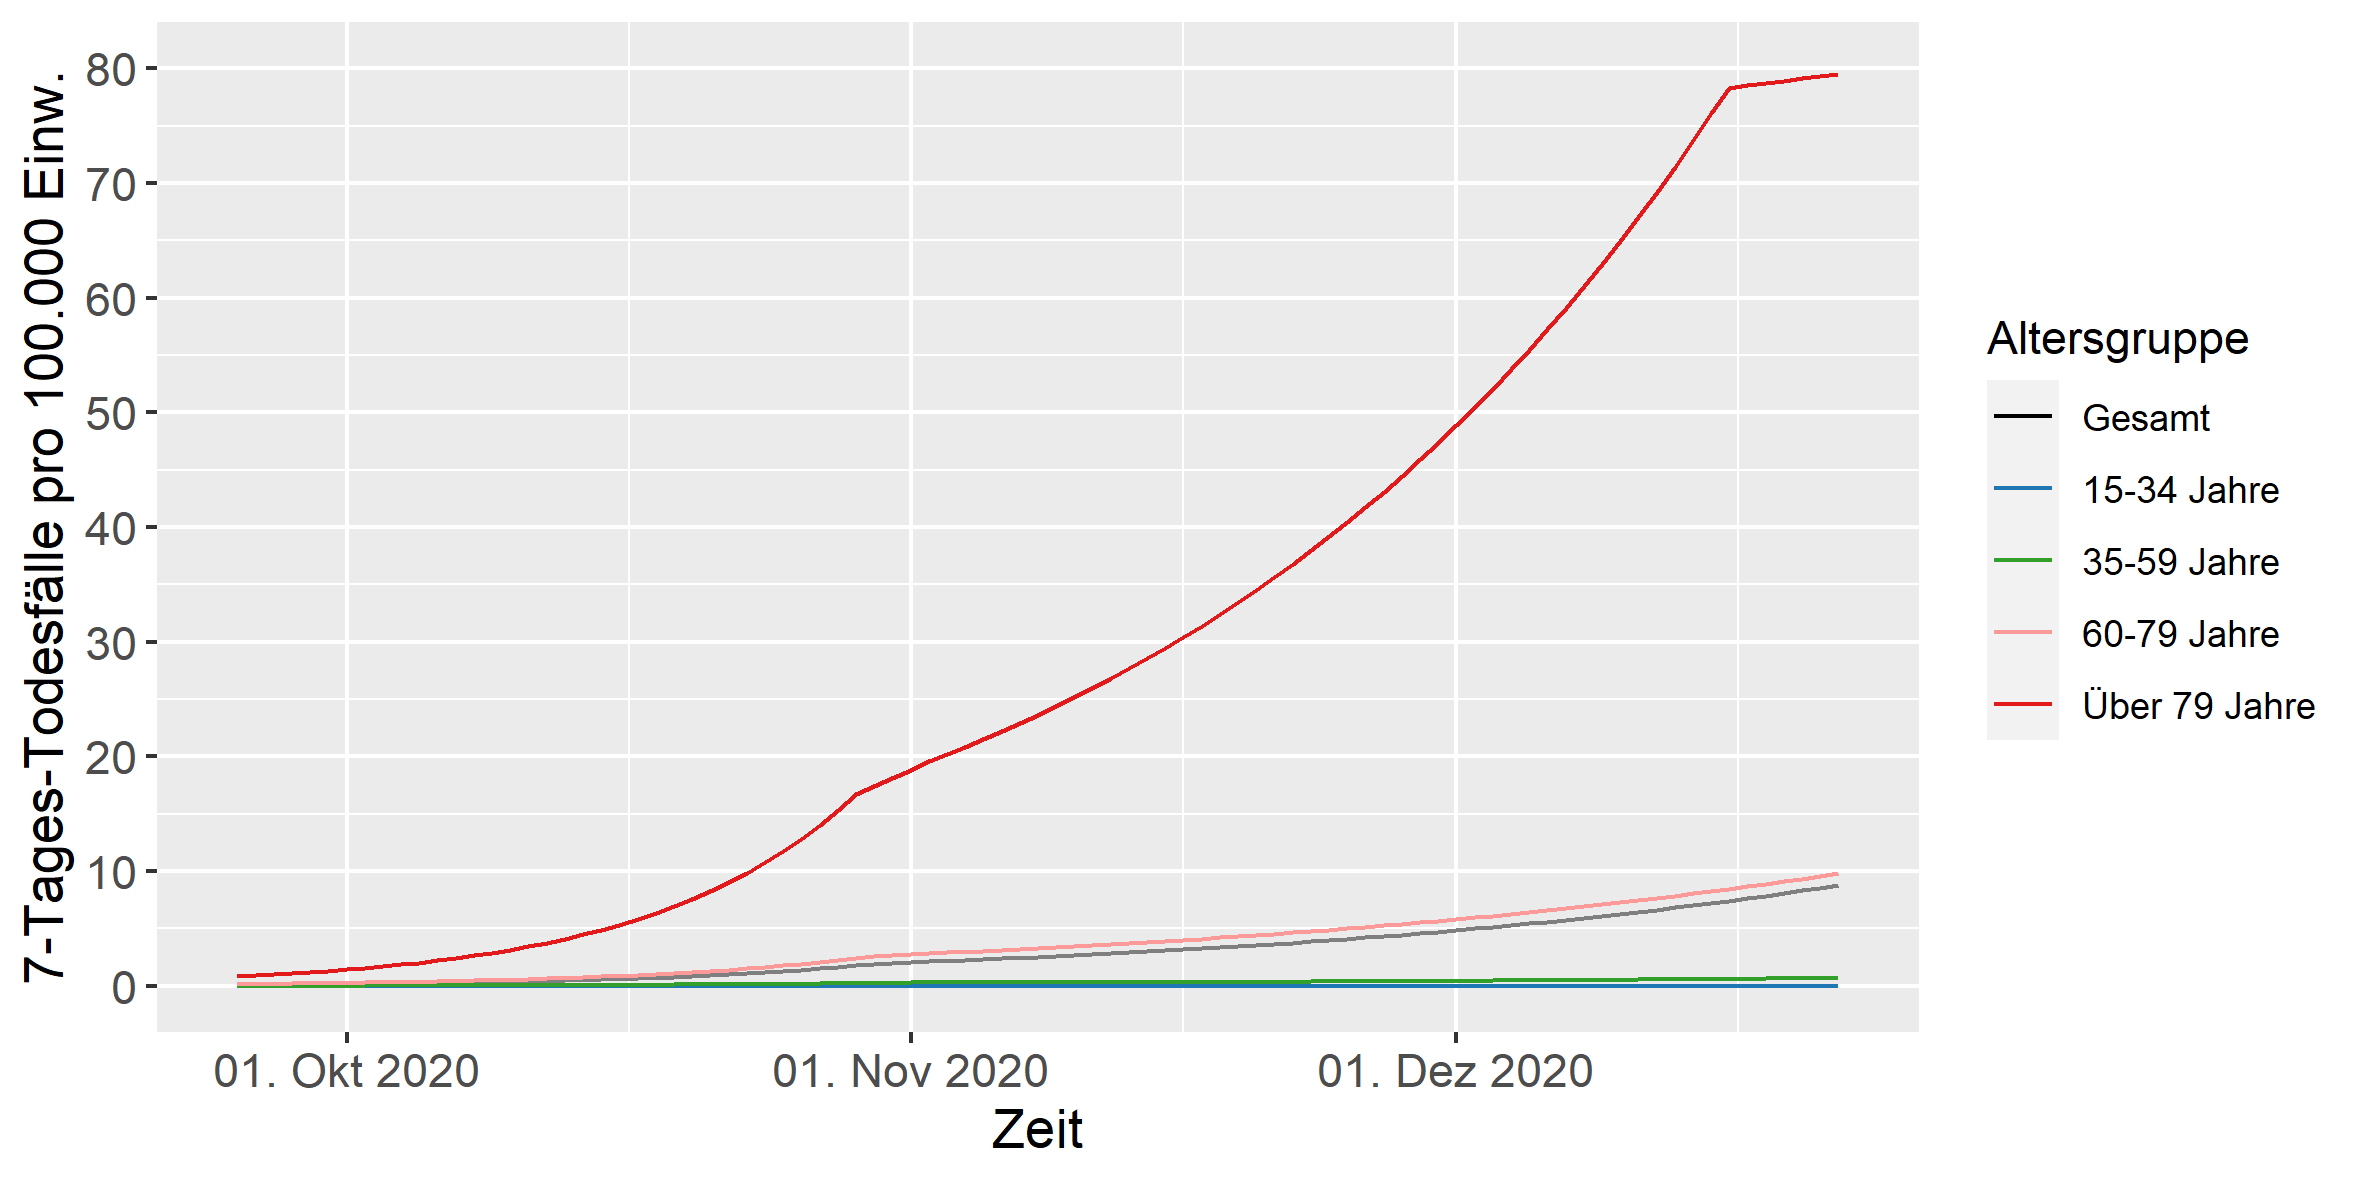 7-Tages-Todesfälle pro 100.000 Einw.
80
70
60
50
40
30
20
10
0
01. Okt 2020
01. Nov 2020
01. Dez 2020
Zeit
Altersgruppe
Gesamt
15-34 Jahre
35-59 Jahre
60-79 Jahre
Über 79 Jahre